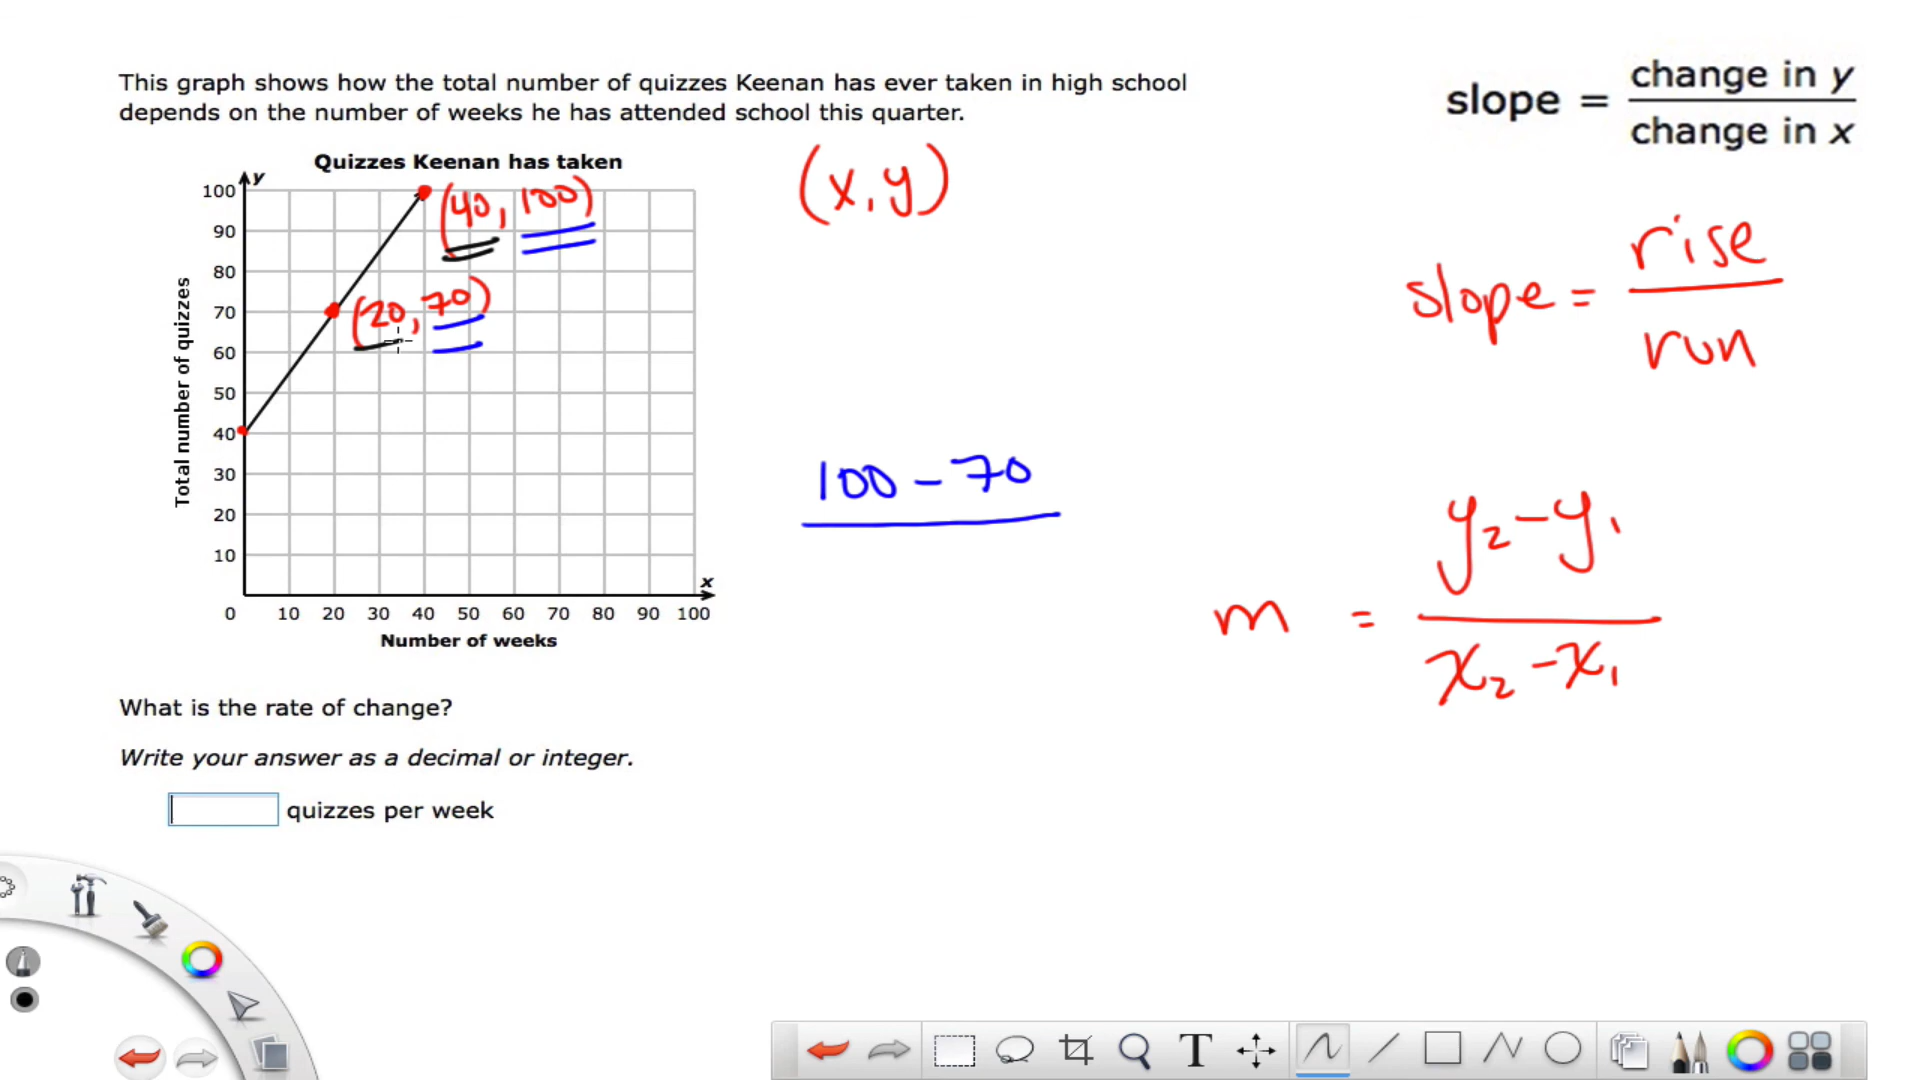 This graph shows how the total number of quizzes Keenan has ever taken in high school
depends on the number of weeks he has attended school this quarter.
slope = change in y
change in x
Quizzes Keenan has taken
(x,y)
y
100
90
80
70
60
50
40
30
20
10
(40, 100)
(20, 70)
Total number of quizzes
x
0 10 20 30 40 50 60 70 80 90 100
Number of weeks
slope = rise
run
100 - 70
m = y2 - y1
x2 - x1
What is the rate of change?
Write your answer as a decimal or integer.
quizzes per week
T